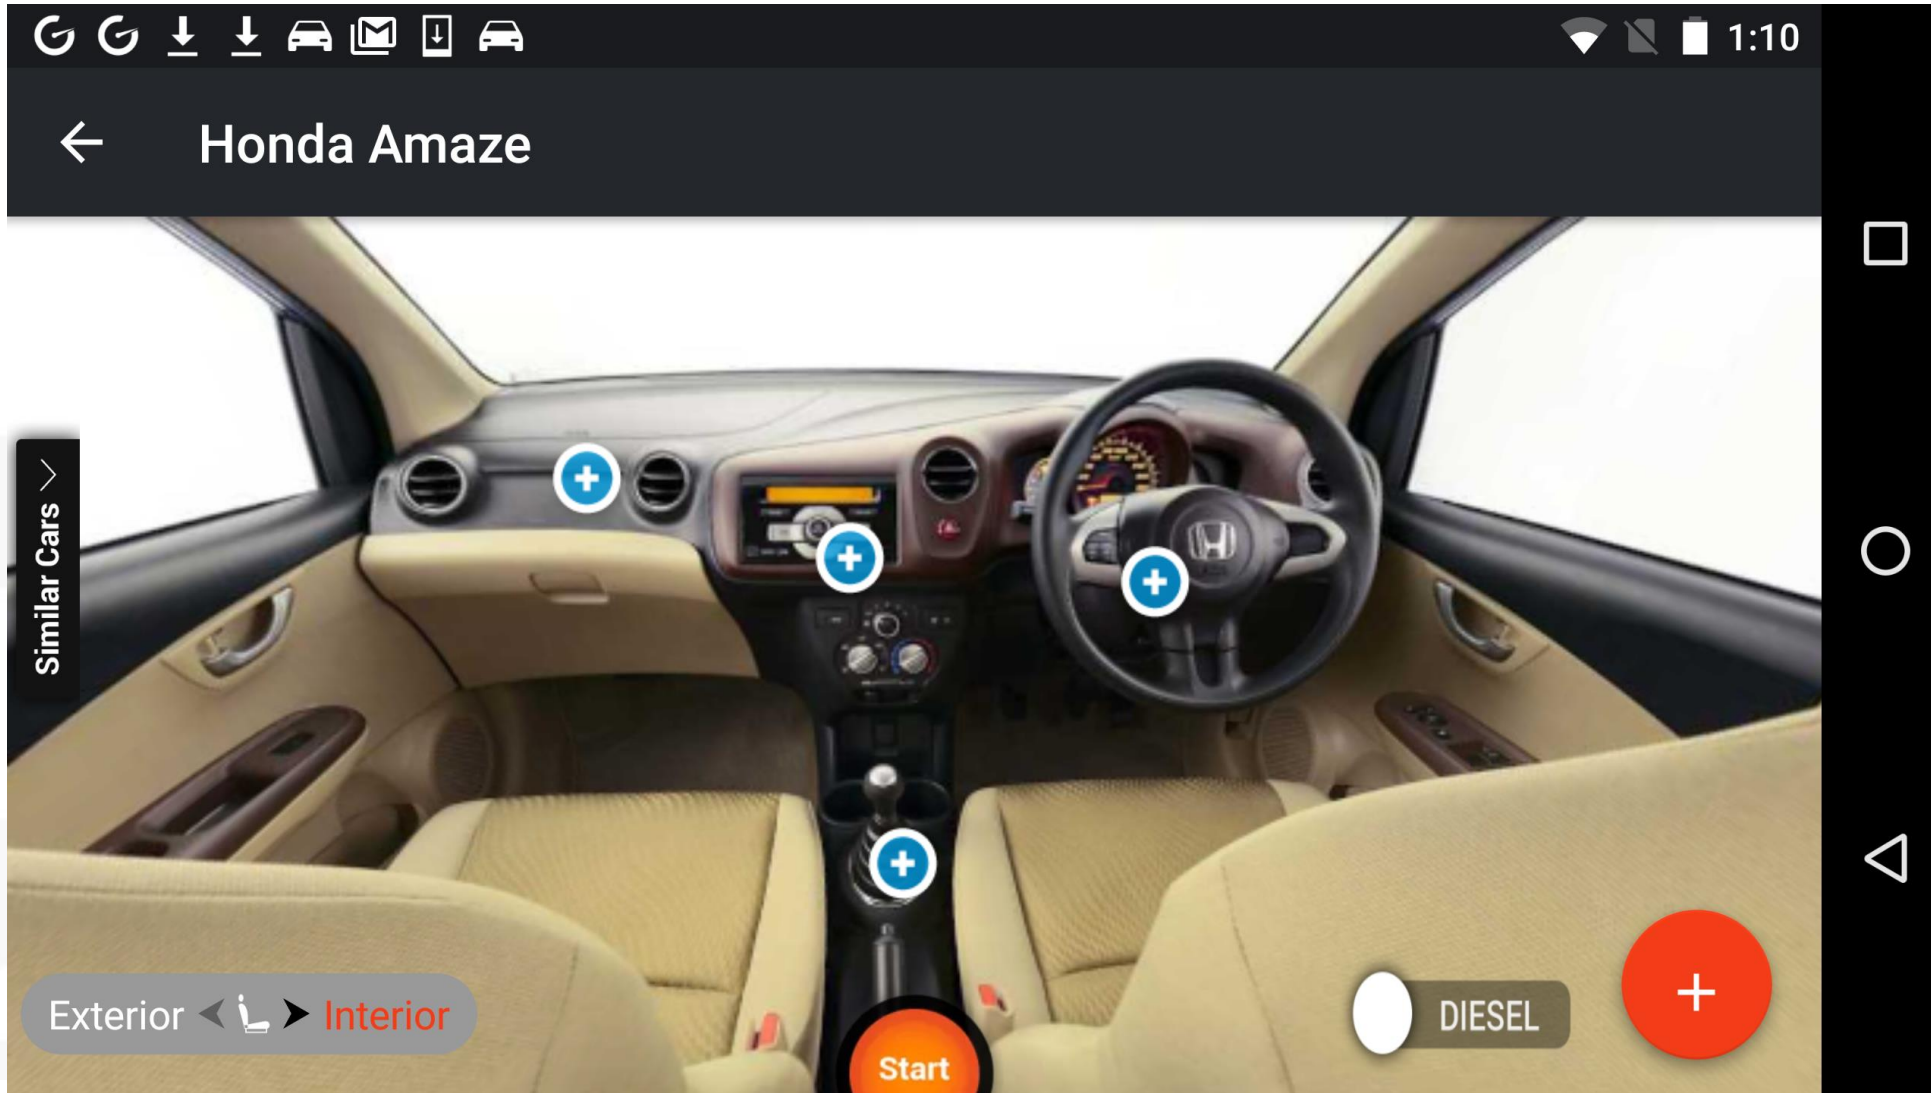 1:10
Honda Amaze
Similar Cars
Exterior
Interior
DIESEL
Start